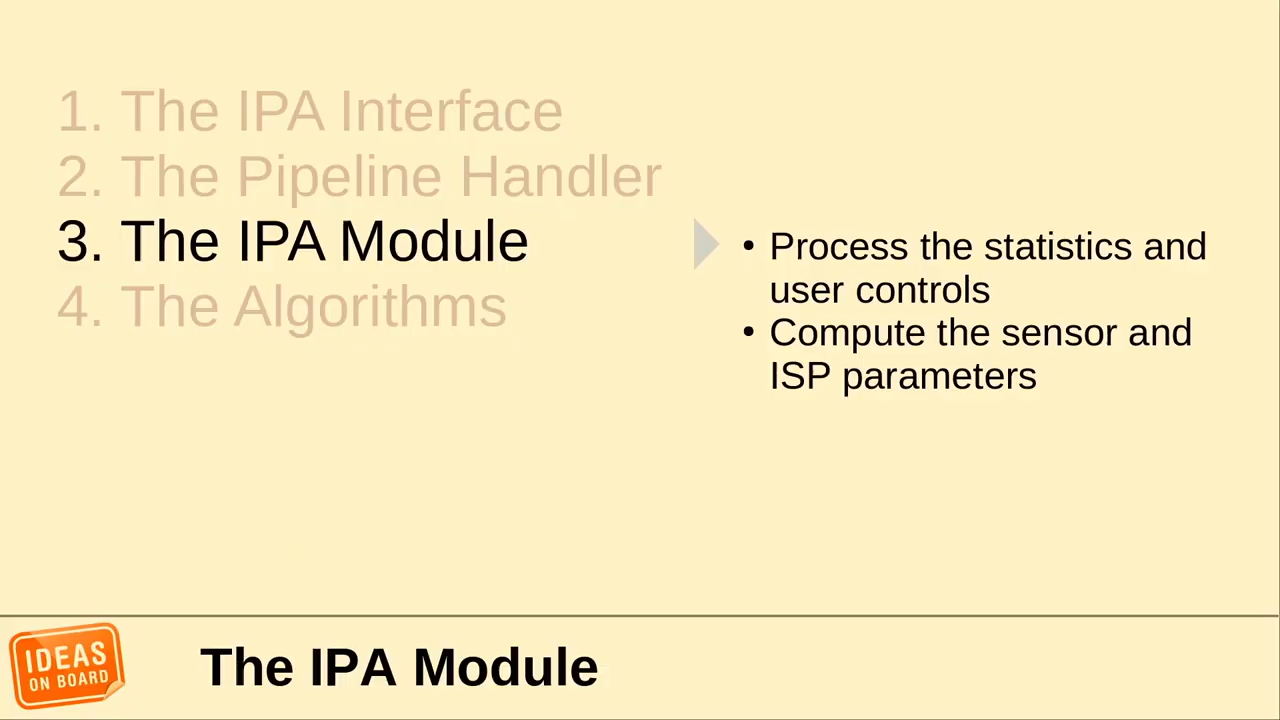 1. The IPA Interface
2. The Pipeline Handler
3. The IPA Module
4. The Algorithms
• Process the statistics and
user controls
• Compute the sensor and
ISP parameters
IDEAS
ON BOARD
The IPA Module